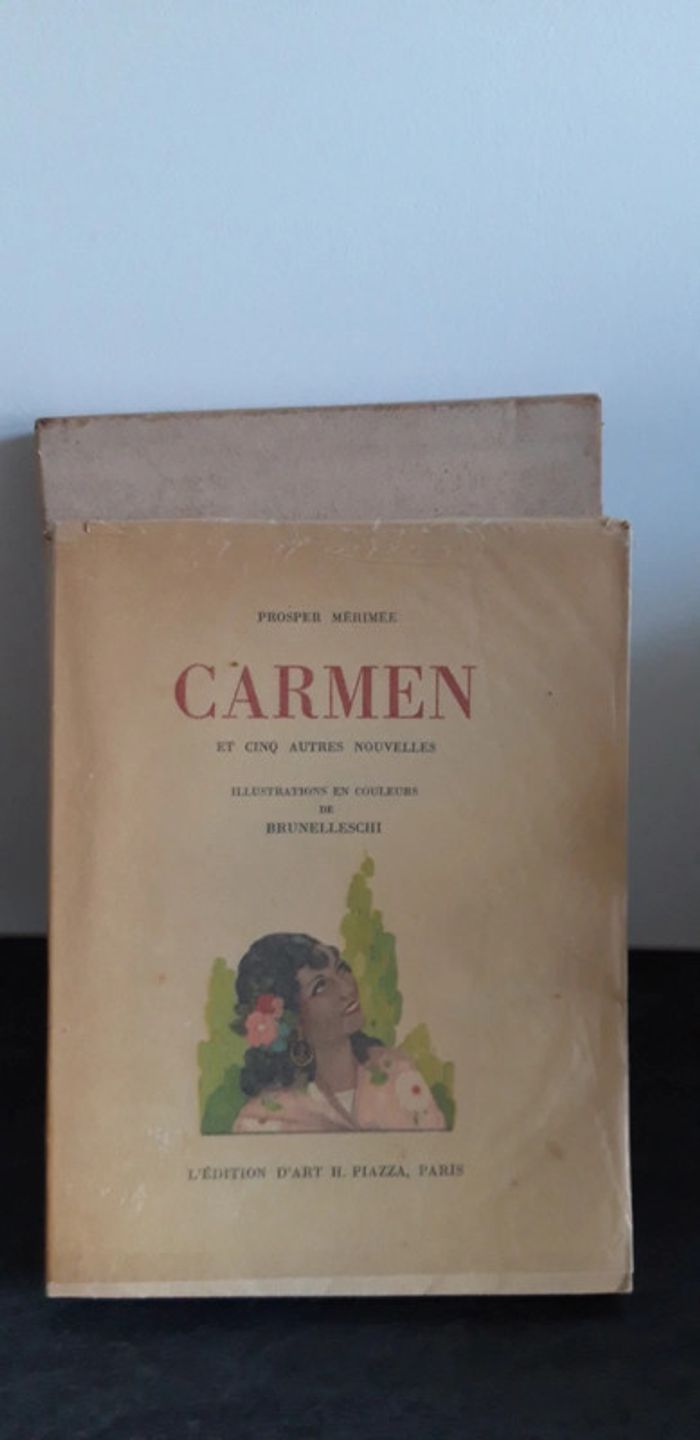 PROSPER MÉRIMÉE
CARMEN
ET CINQ AUTRES NOUVELLES
ILLUSTRATIONS EN COULEURS
DE
BRUNELLESCHI
L'ÉDITION D'ART H. PIAZZA, PARIS